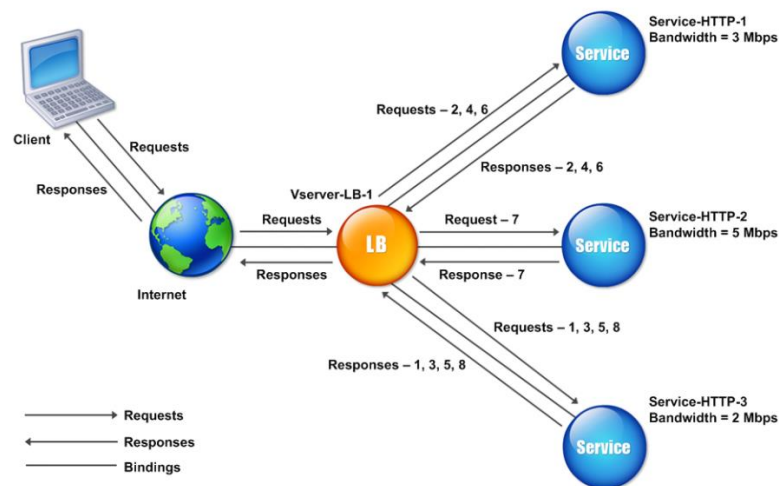 Service-HTTP-1
Bandwidth = 3 Mbps
Service
Client
Requests
Responses
Requests – 2, 4, 6
Responses – 2, 4, 6
Vserver-LB-1
Requests
LB
Responses
Internet
Request – 7
Response – 7
Service-HTTP-2
Bandwidth = 5 Mbps
Service
Requests – 1, 3, 5, 8
Responses – 1, 3, 5, 8
Service-HTTP-3
Bandwidth = 2 Mbps
Service
Requests
Responses
Bindings